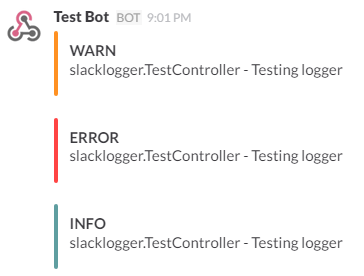 Test Bot BOT 9:01 PM
WARN
slacklogger.TestController - Testing logger
ERROR
slacklogger.TestController - Testing logger
INFO
slacklogger.TestController - Testing logger